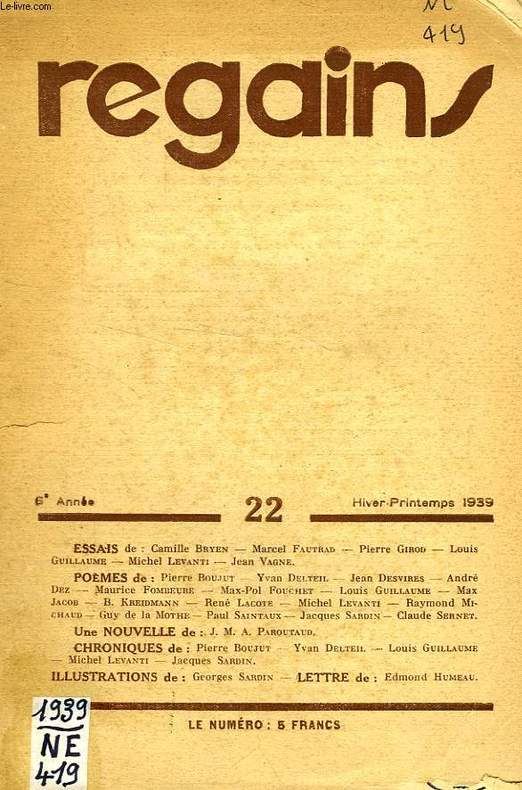 Le-livre.com
NE
419
regains
6e Année 22 Hiver-Printemps 1939
ESSAIS de : Camille BRYEN — Marcel FAUTRAD — Pierre GIROD — Louis
GUILLAUME — Michel LEVANTI — Jean VAGNE.
POÈMES de : Pierre BOUJUT — Yvan DELTEIL — Jean DESVIRES — André
DEZ — Maurice FOMBEURE — Max-Pol FOUCHET — Louis GUILLAUME — Max
JACOB — B. KREIDMANN — René LACOTE — Michel LEVANTI — Raymond MI-
CHAUD — Guy de la MOTHE — Paul SAINTAUX — Jacques SARDIN — Claude SERNET.
Une NOUVELLE de : J. M. A. PAROUTAUD.
CHRONIQUES de : Pierre BOUJUT — Yvan DELTEIL — Louis GUILLAUME
— Michel LEVANTI — Jacques SARDIN.
ILLUSTRATIONS de : Georges SARDIN — LETTRE de : Edmond HUMEAU.
LE NUMÉRO : 5 FRANCS
1939
NE
419